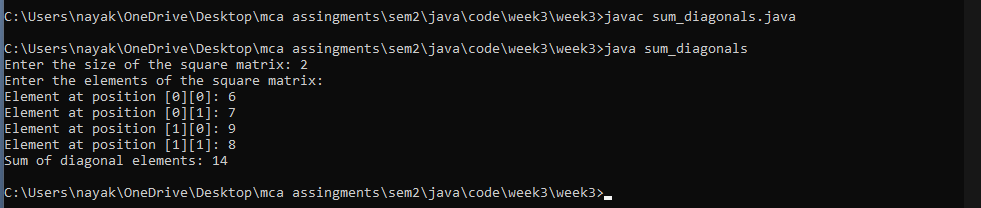 C:\Users\nayak\OneDrive\Desktop\mca assingments\sem2\java\code\week3\week3>javac sum_diagonals.java
C:\Users\nayak\OneDrive\Desktop\mca assingments\sem2\java\code\week3\week3>java sum_diagonals
Enter the size of the square matrix: 2
Enter the elements of the square matrix:
Element at position [0][0]: 6
Element at position [0][1]: 7
Element at position [1][0]: 9
Element at position [1][1]: 8
Sum of diagonal elements: 14
C:\Users\nayak\OneDrive\Desktop\mca assingments\sem2\java\code\week3\week3>